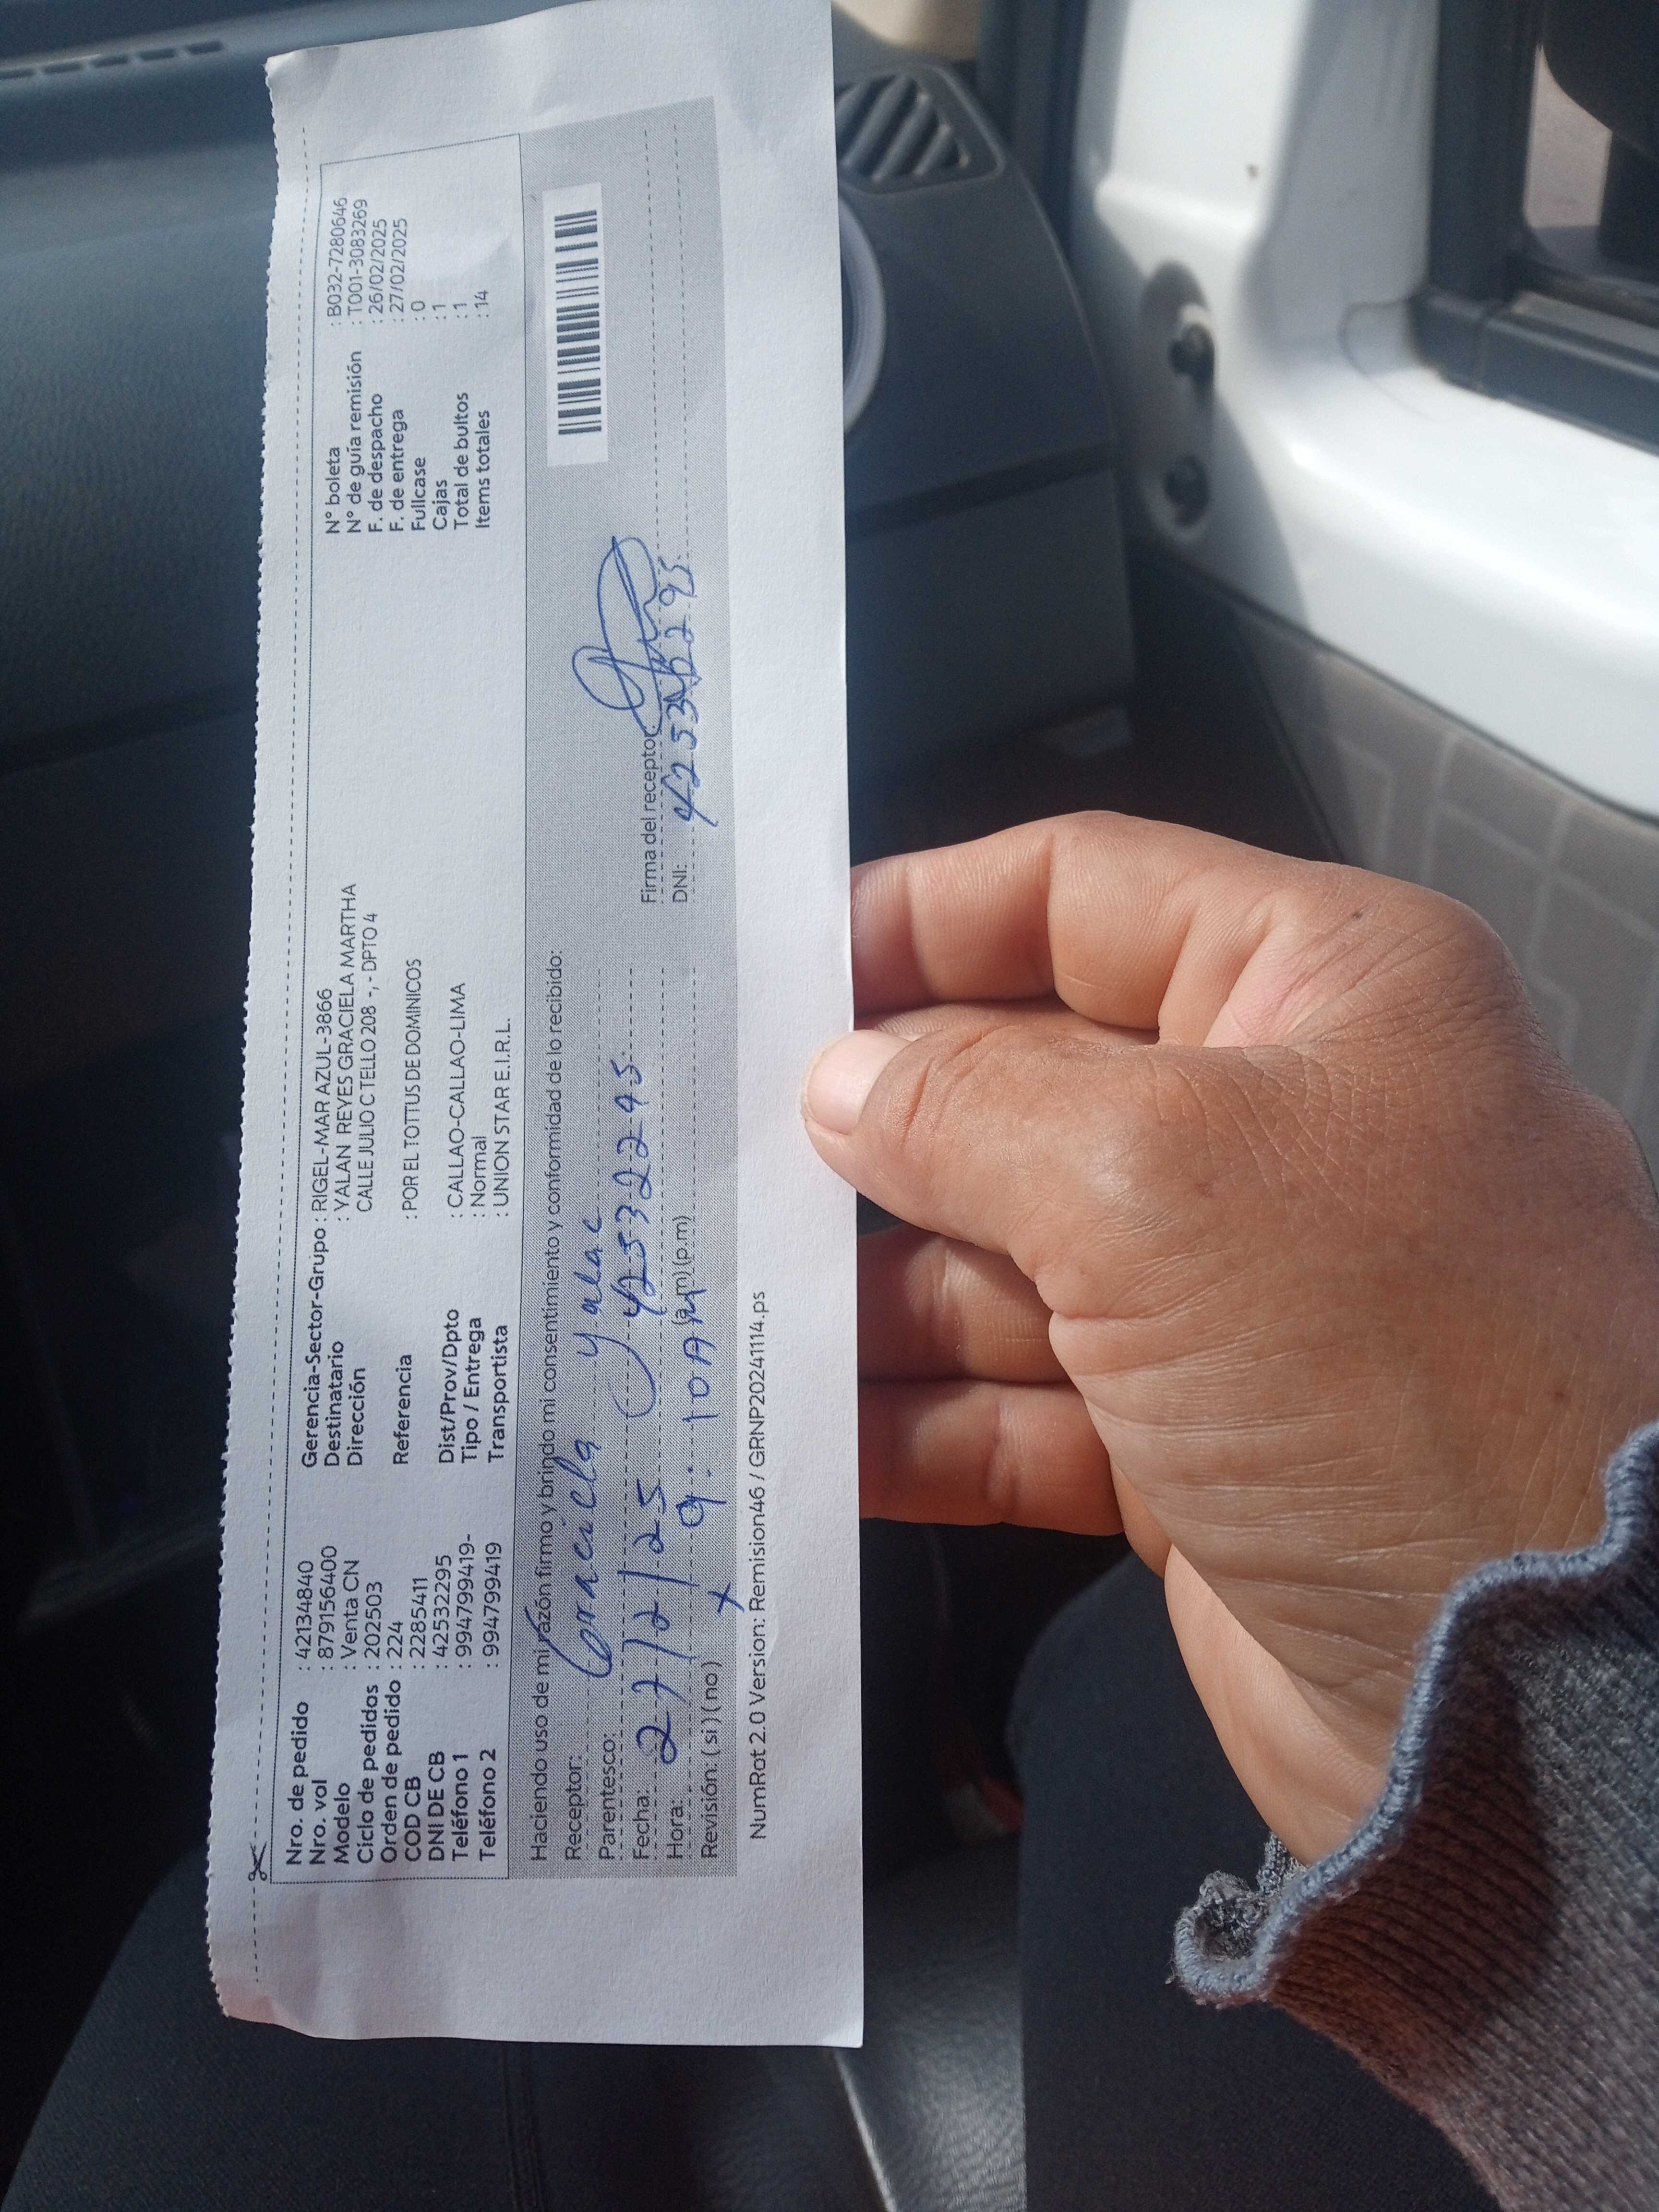 Nro. de pedido : 42134840
Nro. vol : 879156400
Modelo : Venta CN
Ciclo de pedidos : 202503
Orden de pedido : 224
COD CB : 2285411
DNI DE CB : 42532295
Teléfono 1 : 994799419-
Teléfono 2 : 994799419
Gerencia-Sector-Grupo : RIGEL-MAR AZUL-3866
Destinatario : YALAN REYES GRACIELA MARTHA
Dirección CALLE JULIO C TELLO 208 -, - DPTO 4
Referencia : POR EL TOTTUS DE DOMINICOS
Dist/Prov/Dpto : CALLAO-CALLAO-LIMA
Tipo / Entrega : Normal
Transportista : UNION STAR E.I.R.L.
N° boleta : B032-7280646
N° de guía remisión : T001-3083269
F. de despacho : 26/02/2025
F. de entrega : 27/02/2025
Fullcase : 0
Cajas : 1
Total de bultos : 1
Items totales : 14
Haciendo uso de mi razón firmo y brindo mi consentimiento y conformidad de lo recibido:
Receptor: Graciela
Parentesco:
Fecha: 27/2/25 42532295
Hora: 9:10 AM (a.m) (p.m)
Revisión: ( si ) ( no ) x
Firma del receptor:
DNI: 42532295
NumRot 2.0 Version: Remision46 / GRNP20241114.ps